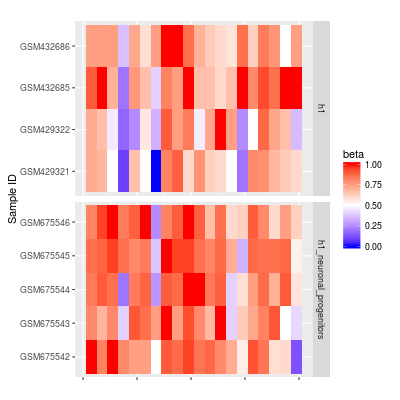 Sample ID
GSM432686
GSM432685
GSM429322
GSM429321
h1
GSM675546
GSM675545
GSM675544
GSM675543
GSM675542
h1_neuronal_progenitors
beta
1.00
0.75
0.50
0.25
0.00